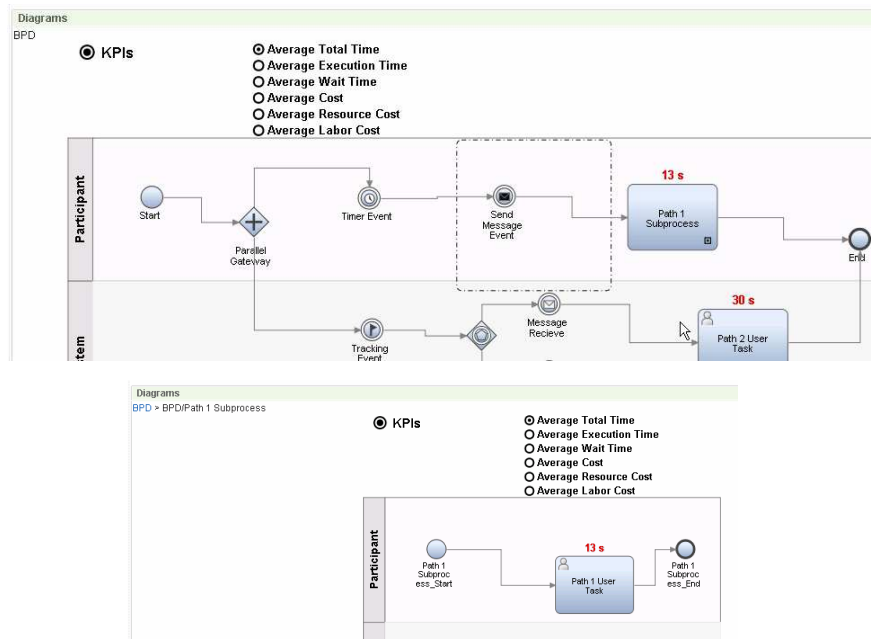 Diagrams
BPD
KPIs
Average Total Time
Average Execution Time
Average Wait Time
Average Cost
Average Resource Cost
Average Labor Cost
Participant
Start
Parallel
Gateway
Timer Event
Send
Message
Event
13 s
Path 1
Subprocess
End
stem
Tracking
Event
Message
Recieve
30 s
Path 2 User
Task
Diagrams
BPD > BPD/Path 1 Subprocess
KPIs
Average Total Time
Average Execution Time
Average Wait Time
Average Cost
Average Resource Cost
Average Labor Cost
Participant
Path 1
Subproc
ess_Start
13 s
Path 1 User
Task
Path 1
Subproc
ess_End